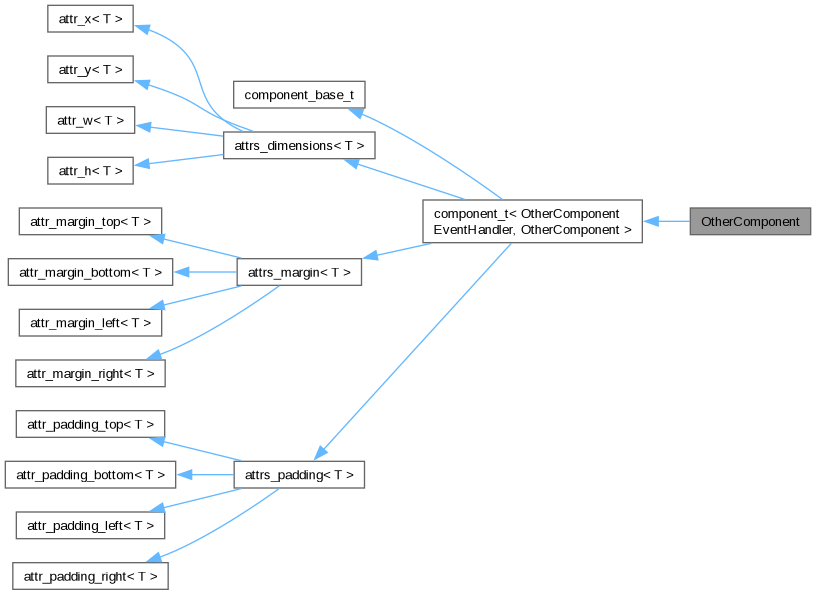 attr_x< T >
attr_y< T >
component_base_t
attr_w< T >
attrs_dimensions< T >
attr_h< T >
component_t< OtherComponent
EventHandler, OtherComponent >
OtherComponent
attr_margin_top< T >
attr_margin_bottom< T >
attrs_margin< T >
attr_margin_left< T >
attr_margin_right< T >
attr_padding_top< T >
attr_padding_bottom< T >
attrs_padding< T >
attr_padding_left< T >
attr_padding_right< T >